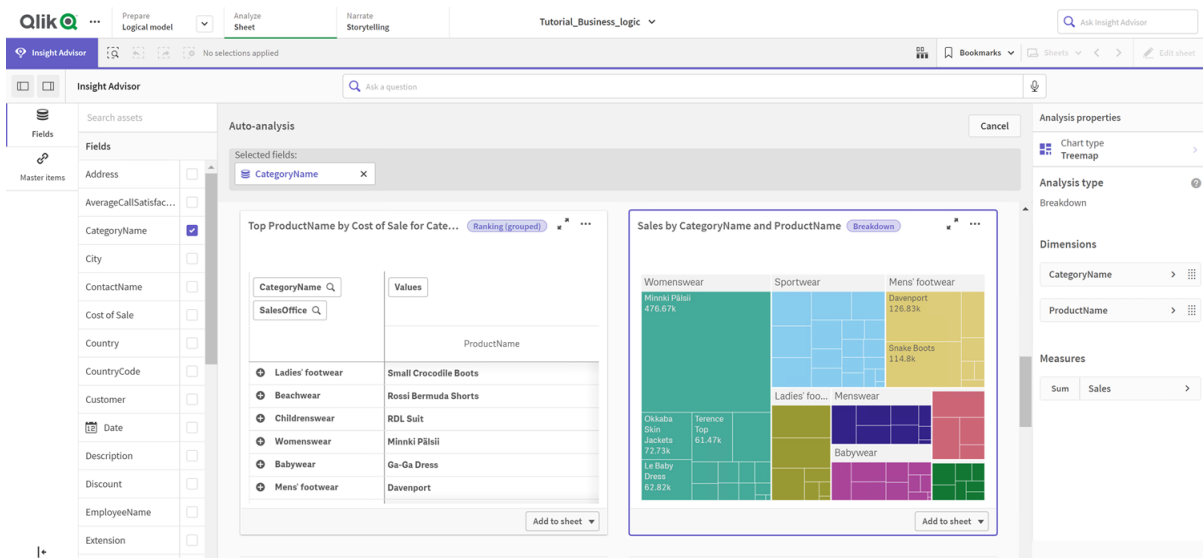 Qlik
Prepare
Logical model
Analyze
Sheet
Narrate
Storytelling
Tutorial_Business_logic
Ask Insight Advisor
Insight Advisor
No selections applied
Bookmarks
Sheets
Edit sheet
Insight Advisor
Ask a question
Fields
Master items
Search assets
Fields
Address
AverageCallSatisfac...
CategoryName
City
ContactName
Cost of Sale
Country
CountryCode
Customer
Date
Description
Discount
EmployeeName
Extension
Auto-analysis
Cancel
Selected fields:
CategoryName
Top ProductName by Cost of Sale for Cate...
Ranking (grouped)
CategoryName
Values
SalesOffice
ProductName
Ladies' footwear
Small Crocodile Boots
Beachwear
Rossi Bermuda Shorts
Childrenswear
RDL Suit
Womenswear
Minnki Pälsii
Babywear
Ga-Ga Dress
Mens' footwear
Davenport
Add to sheet
Sales by CategoryName and ProductName
Breakdown
Womenswear
Sportwear
Mens' footwear
Minnki Pälsii
476.67k
Davenport
126.83k
Snake Boots
114.8k
Ladies' foo...
Menswear
Okkaba
Skin
Jackets
72.73k
Terence
Top
61.47k
Babywear
Le Baby
Dress
62.82k
Add to sheet
Analysis properties
Chart type
Treemap
Analysis type
Breakdown
Dimensions
CategoryName
ProductName
Measures
Sum
Sales